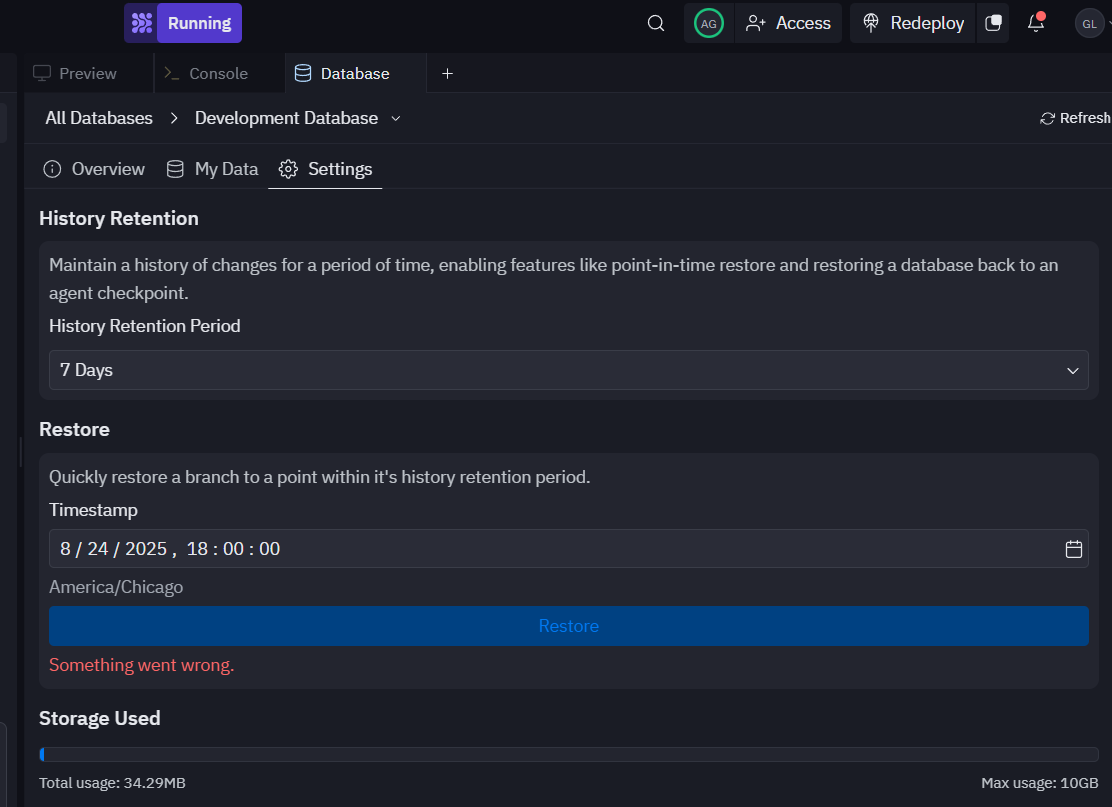 Running
AG
Access
Redeploy
GL
Preview
Console
Database
All Databases
Development Database
Refresh
Overview
My Data
Settings
History Retention
Maintain a history of changes for a period of time, enabling features like point-in-time restore and restoring a database back to an
agent checkpoint.
History Retention Period
7 Days
Restore
Quickly restore a branch to a point within it's history retention period.
Timestamp
8 / 24 / 2025 , 18 : 00 : 00
America/Chicago
Restore
Something went wrong.
Storage Used
Total usage: 34.29MB
Max usage: 10GB